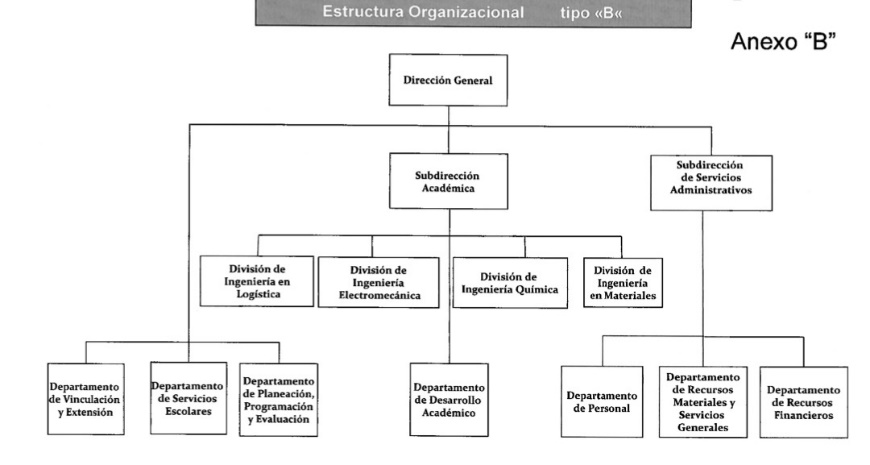 Estructura Organizacional tipo «B«
Anexo “B”
Dirección General
Subdirección
Académica
Subdirección
de Servicios
Administrativos
División de
Ingeniería en
Logística
División de
Ingeniería
Electromecánica
División de
Ingeniería Química
División de
Ingeniería
en Materiales
Departamento
de Vinculación
y Extensión
Departamento
de Servicios
Escolares
Departamento
de Planeación,
Programación
y Evaluación
Departamento
de Desarrollo
Académico
Departamento
de Personal
Departamento
de Recursos
Materiales y
Servicios
Generales
Departamento
de Recursos
Financieros